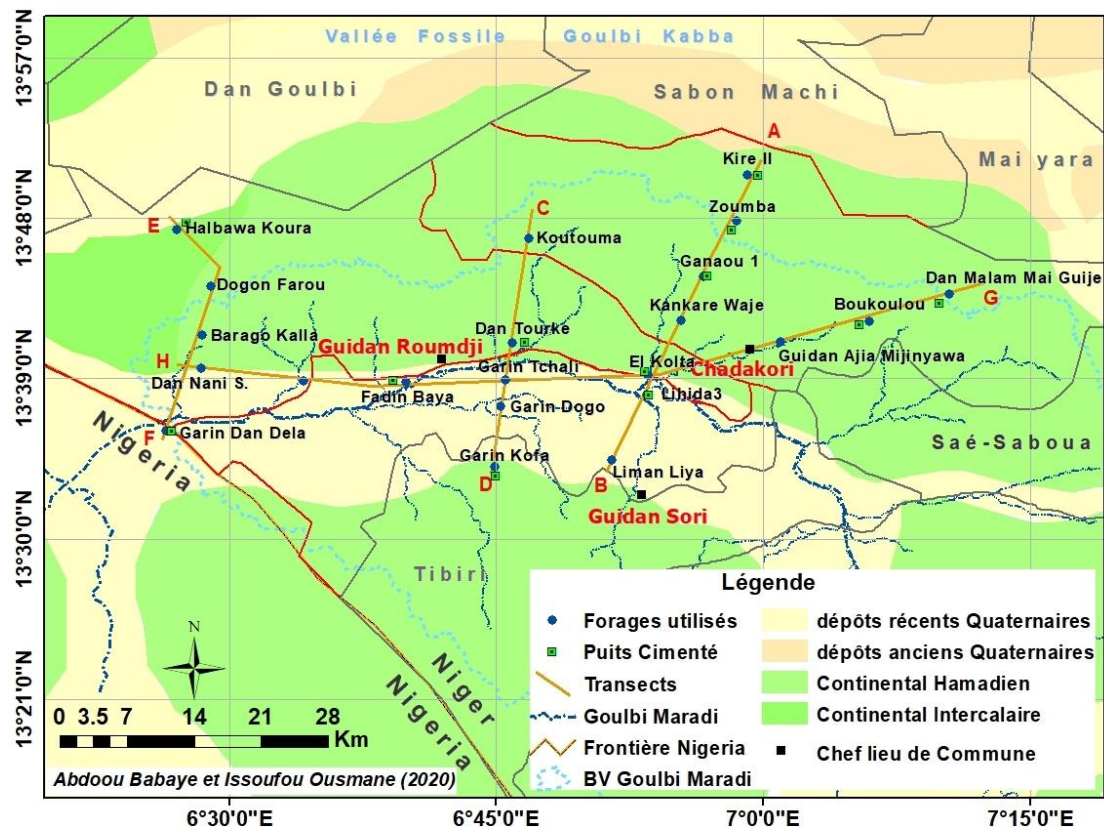 13°57'0"N
13°48'0"N
13°39'0"N
13°30'0"N
13°21'0"N
Vallée Fossile Goulbi Kabba
Dan Goulbi
Sabon Machi
A
Mai yara
Kire II
Zoumba
C
E
Halbawa Koura
Koutouma
Ganaou 1
Dan Malam Mai Guije
G
Dogon Farou
Kankare Waje
Boukoulou
Barago Kalla
Dan Tourke
Guidan Roumdji
Guidan Ajia Mijinyawa
H
Dan Nani S.
Garin Tchali
El Kolta
Chadakori
Fadin Baya
Lihida3
Garin Dogo
F
Garin Dan Dela
Nigeria
Saé-Saboua
Garin Kofa
D
B
Liman Liya
Guidan Sori
Tibiri
Niger
Nigeria
N
0 3.5 7 14 21 28
Km
Abdoou Babaye et Issoufou Ousmane (2020)
Légende
Forages utilisés
Puits Cimenté
Transects
Goulbi Maradi
Frontière Nigeria
BV Goulbi Maradi
dépôts récents Quaternaires
dépôts anciens Quaternaires
Continental Hamadien
Continental Intercalaire
Chef lieu de Commune
6°30'0"E
6°45'0"E
7°0'0"E
7°15'0"E